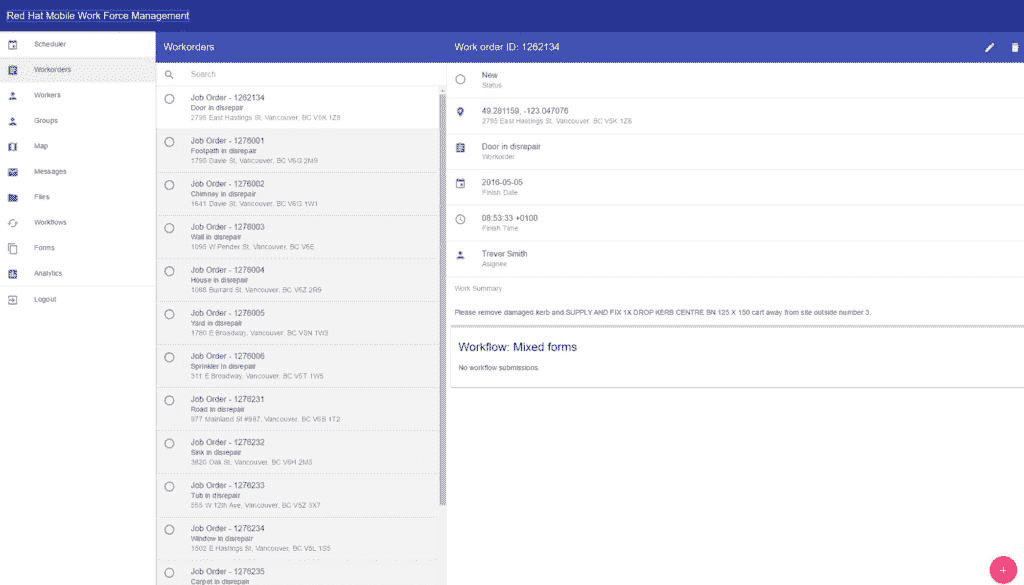 Red Hat Mobile Work Force Management
Scheduler
Workorders
Workers
Groups
Map
Messages
Files
Workflows
Forms
Analytics
Logout
Workorders
Search
Job Order - 1262134
Door in disrepair
2795 East Hastings St, Vancouver, BC V5K 1Z8
Job Order - 1276001
Footpath in disrepair
1795 Davie St, Vancouver, BC V6G 2M9
Job Order - 1276002
Chimney in disrepair
1641 Davie St, Vancouver, BC V6G 1W1
Job Order - 1276003
Wall in disrepair
1095 W Pender St, Vancouver, BC V6E
Job Order - 1276004
House in disrepair
1088 Burrard St, Vancouver, BC V6Z 2R9
Job Order - 1276005
Yard in disrepair
1780 E Broadway, Vancouver, BC V5N 1W3
Job Order - 1276006
Sprinkler in disrepair
311 E Broadway, Vancouver, BC V5T 1W5
Job Order - 1276231
Road in disrepair
977 Mainland St #987, Vancouver, BC V6B 1T2
Job Order - 1276232
Sink in disrepair
3820 Oak St, Vancouver, BC V6H 2M5
Job Order - 1276233
Tub in disrepair
555 W 12th Ave, Vancouver, BC V5Z 3X7
Job Order - 1276234
Window in disrepair
1502 E Hastings St, Vancouver, BC V5L 1S5
Job Order - 1276235
Carpet in disrepair
Work order ID: 1262134
New
Status
49.281159, -123.047076
2795 East Hastings St, Vancouver, BC V5K 1Z8
Door in disrepair
Workorder
2016-05-05
Finish Date
08:53:33 +0100
Finish Time
Trever Smith
Asignee
Work Summary
Please remove damaged kerb and SUPPLY AND FIX 1X DROP KERB CENTRE BN 125 X 150 cart away from site outside number 3.
Workflow: Mixed forms
No workflow submissions.